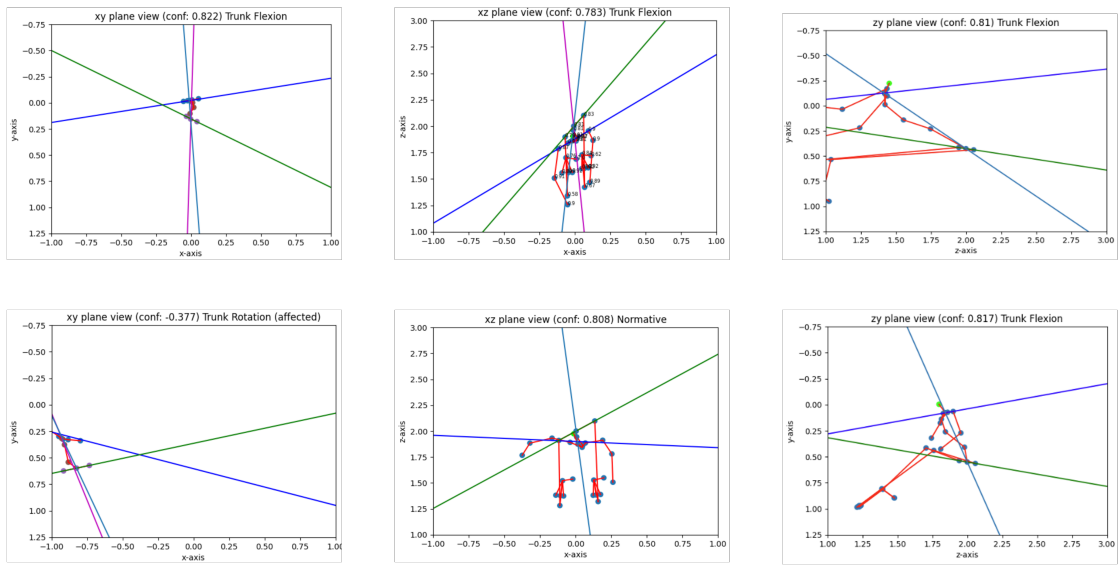 xy plane view (conf: 0.822) Trunk Flexion
−0.75
−0.50
−0.25
0.00
0.25
0.50
0.75
1.00
1.25
y-axis
−1.00 −0.75 −0.50 −0.25 0.00 0.25 0.50 0.75 1.00
x-axis
xz plane view (conf: 0.783) Trunk Flexion
3.00
2.75
2.50
2.25
2.00
1.75
1.50
1.25
1.00
z-axis
−1.00 −0.75 −0.50 −0.25 0.00 0.25 0.50 0.75 1.00
x-axis
zy plane view (conf: 0.81) Trunk Flexion
−0.75
−0.50
−0.25
0.00
0.25
0.50
0.75
1.00
1.25
y-axis
1.00 1.25 1.50 1.75 2.00 2.25 2.50 2.75 3.00
z-axis
xy plane view (conf: -0.377) Trunk Rotation (affected)
−0.75
−0.50
−0.25
0.00
0.25
0.50
0.75
1.00
1.25
y-axis
−1.00 −0.75 −0.50 −0.25 0.00 0.25 0.50 0.75 1.00
x-axis
xz plane view (conf: 0.808) Normative
3.00
2.75
2.50
2.25
2.00
1.75
1.50
1.25
1.00
z-axis
−1.00 −0.75 −0.50 −0.25 0.00 0.25 0.50 0.75 1.00
x-axis
zy plane view (conf: 0.817) Trunk Flexion
−0.75
−0.50
−0.25
0.00
0.25
0.50
0.75
1.00
1.25
y-axis
1.00 1.25 1.50 1.75 2.00 2.25 2.50 2.75 3.00
z-axis